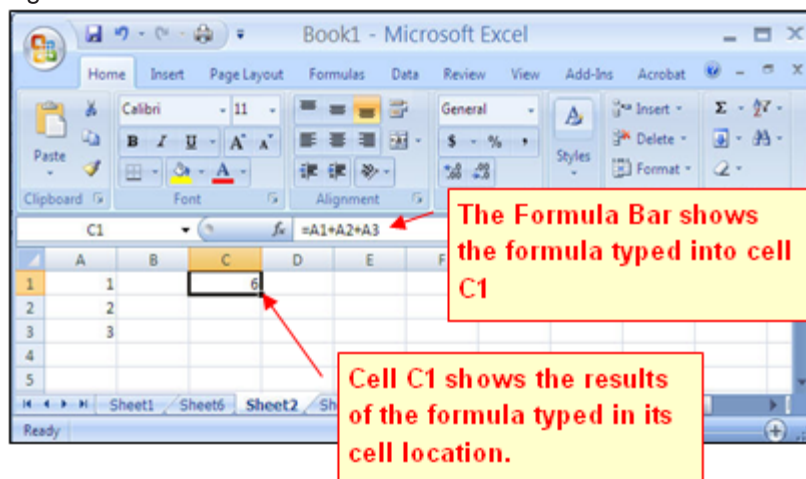 Book1 - Microsoft Excel
Home Insert Page Layout Formulas Data Review View Add-Ins Acrobat
Calibri 11 General Insert
B I U A A $ % , Delete
Paste Styles Format
Clipboard Font Alignment
C1 fx =A1+A2+A3
The Formula Bar shows
the formula typed into cell
C1
A B C D E F
1 1 6
2 2
3 3
4
5
Cell C1 shows the results
of the formula typed in its
cell location.
Sheet1 Sheet6 Sheet2 Sh
Ready